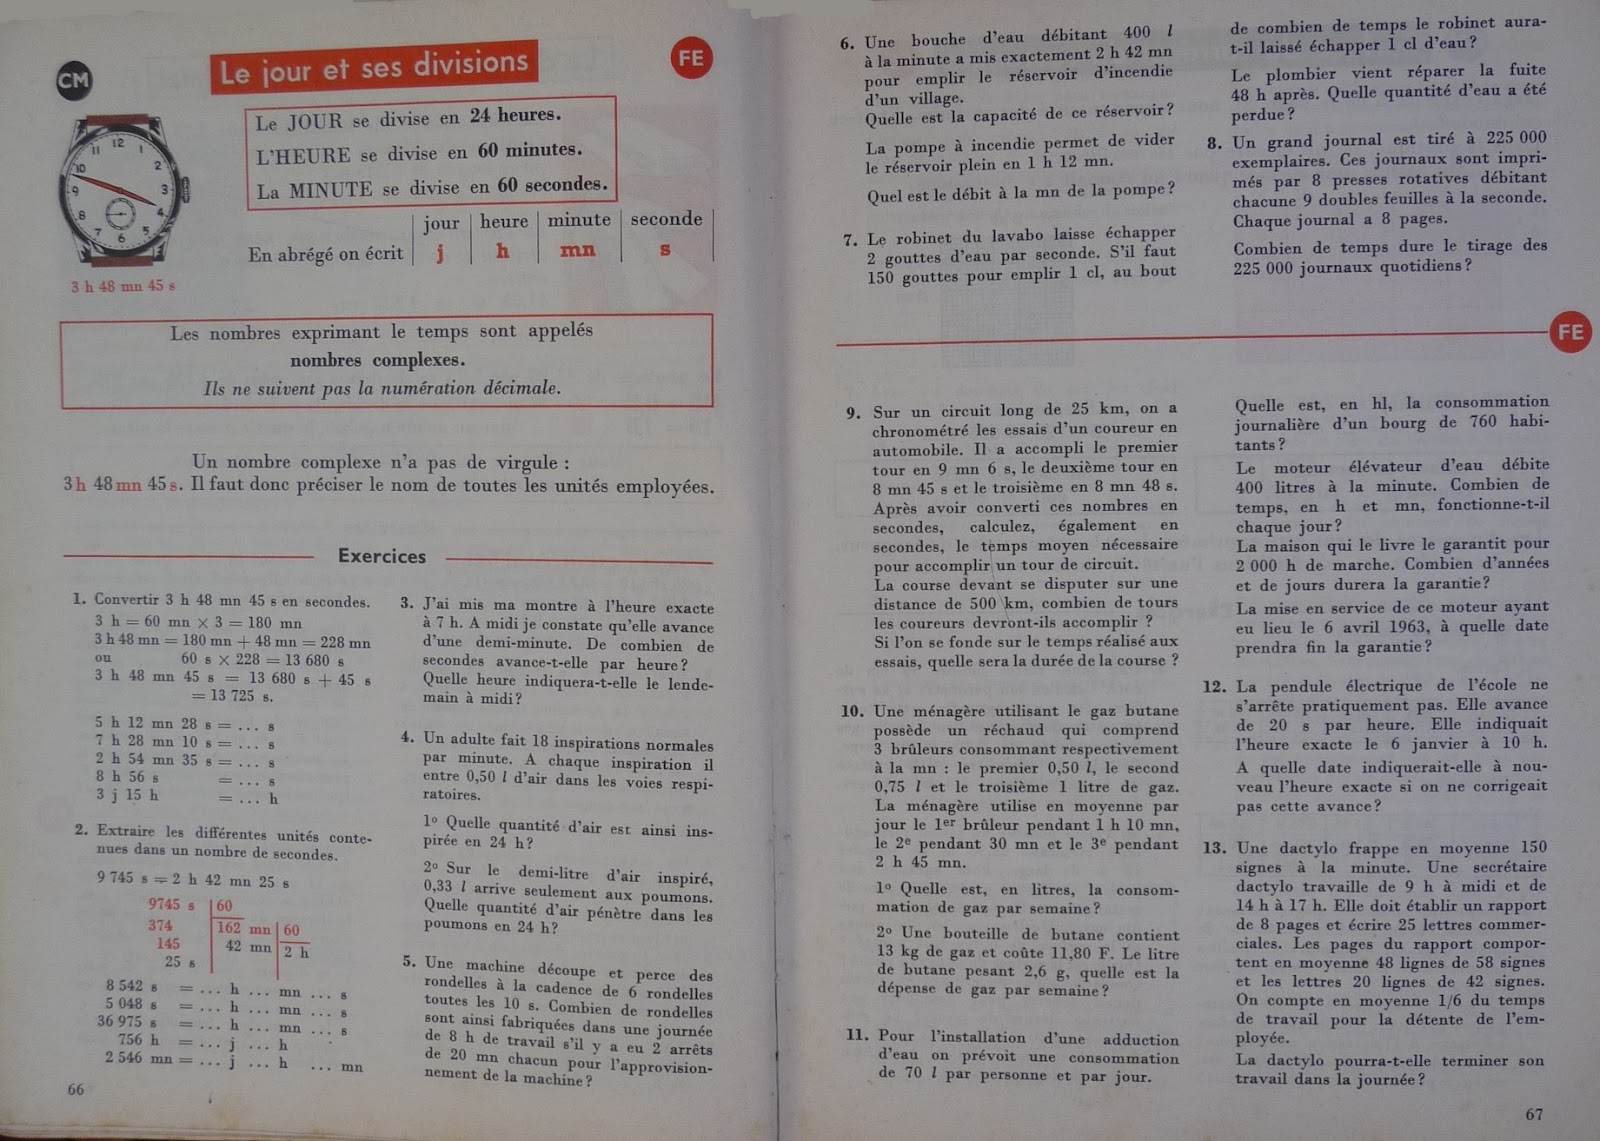 CM
Le jour et ses divisions
FE
12
1
2
3
4
5
6
7
8
9
10
11
3 h 48 mn 45 s
Le JOUR se divise en 24 heures.
L'HEURE se divise en 60 minutes.
La MINUTE se divise en 60 secondes.
jour heure minute seconde
En abrégé on écrit j h mn s
Les nombres exprimant le temps sont appelés
nombres complexes.
Ils ne suivent pas la numération décimale.
Un nombre complexe n'a pas de virgule :
3 h 48 mn 45 s. Il faut donc préciser le nom de toutes les unités employées.
Exercices
1. Convertir 3 h 48 mn 45 s en secondes.
3 h = 60 mn × 3 = 180 mn
3 h 48 mn = 180 mn + 48 mn = 228 mn
ou 60 s × 228 = 13 680 s
3 h 48 mn 45 s = 13 680 s + 45 s
= 13 725 s.
5 h 12 mn 28 s = ... s
7 h 28 mn 10 s = ... s
2 h 54 mn 35 s = ... s
8 h 56 s = ... s
3 j 15 h = ... h
2. Extraire les différentes unités conte-
nues dans un nombre de secondes.
9 745 s = 2 h 42 mn 25 s
9745 s 60
374 162 mn 60
145 42 mn 2 h
25 s
8 542 s = ... h ... mn ... s
5 048 s = ... h ... mn ... s
36 975 s = ... h ... mn ... s
756 h = ... j ... h
2 546 mn = ... j ... h ... mn
66
3. J'ai mis ma montre à l'heure exacte
à 7 h. A midi je constate qu'elle avance
d'une demi-minute. De combien de
secondes avance-t-elle par heure ?
Quelle heure indiquera-t-elle le lende-
main à midi ?
4. Un adulte fait 18 inspirations normales
par minute. A chaque inspiration il
entre 0,50 l d'air dans les voies respi-
ratoires.
1º Quelle quantité d'air est ainsi ins-
pirée en 24 h ?
2º Sur le demi-litre d'air inspiré,
0,33 l arrive seulement aux poumons.
Quelle quantité d'air pénètre dans les
poumons en 24 h ?
5. Une machine découpe et perce des
rondelles à la cadence de 6 rondelles
toutes les 10 s. Combien de rondelles
sont ainsi fabriquées dans une journée
de 8 h de travail s'il y a eu 2 arrêts
de 20 mn chacun pour l'approvision-
nement de la machine ?
6. Une bouche d'eau débitant 400 l
à la minute a mis exactement 2 h 42 mn
pour emplir le réservoir d'incendie
d'un village.
Quelle est la capacité de ce réservoir ?
La pompe à incendie permet de vider
le réservoir plein en 1 h 12 mn.
Quel est le débit à la mn de la pompe ?
7. Le robinet du lavabo laisse échapper
2 gouttes d'eau par seconde. S'il faut
150 gouttes pour emplir 1 cl, au bout
de combien de temps le robinet aura-
t-il laissé échapper 1 cl d'eau ?
Le plombier vient réparer la fuite
48 h après. Quelle quantité d'eau a été
perdue ?
8. Un grand journal est tiré à 225 000
exemplaires. Ces journaux sont impri-
més par 8 presses rotatives débitant
chacune 9 doubles feuilles à la seconde.
Chaque journal a 8 pages.
Combien de temps dure le tirage des
225 000 journaux quotidiens ?
FE
9. Sur un circuit long de 25 km, on a
chronométré les essais d'un coureur en
automobile. Il a accompli le premier
tour en 9 mn 6 s, le deuxième tour en
8 mn 45 s et le troisième en 8 mn 48 s.
Après avoir converti ces nombres en
secondes, calculez, également en
secondes, le temps moyen nécessaire
pour accomplir un tour de circuit.
La course devant se disputer sur une
distance de 500 km, combien de tours
les coureurs devront-ils accomplir ?
Si l'on se fonde sur le temps réalisé aux
essais, quelle sera la durée de la course ?
10. Une ménagère utilisant le gaz butane
possède un réchaud qui comprend
3 brûleurs consommant respectivement
à la mn : le premier 0,50 l, le second
0,75 l et le troisième 1 litre de gaz.
La ménagère utilise en moyenne par
jour le 1er brûleur pendant 1 h 10 mn,
le 2e pendant 30 mn et le 3e pendant
2 h 45 mn.
1º Quelle est, en litres, la consom-
mation de gaz par semaine ?
2º Une bouteille de butane contient
13 kg de gaz et coûte 11,80 F. Le litre
de butane pesant 2,6 g, quelle est la
dépense de gaz par semaine ?
11. Pour l'installation d'une adduction
d'eau on prévoit une consommation
de 70 l par personne et par jour.
Quelle est, en hl, la consommation
journalière d'un bourg de 760 habi-
tants ?
Le moteur élévateur d'eau débite
400 litres à la minute. Combien de
temps, en h et mn, fonctionne-t-il
chaque jour ?
La maison qui le livre le garantit pour
2 000 h de marche. Combien d'années
et de jours durera la garantie ?
La mise en service de ce moteur ayant
eu lieu le 6 avril 1963, à quelle date
prendra fin la garantie ?
12. La pendule électrique de l'école ne
s'arrête pratiquement pas. Elle avance
de 20 s par heure. Elle indiquait
l'heure exacte le 6 janvier à 10 h.
A quelle date indiquerait-elle à nou-
veau l'heure exacte si on ne corrigeait
pas cette avance ?
13. Une dactylo frappe en moyenne 150
signes à la minute. Une secrétaire
dactylo travaille de 9 h à midi et de
14 h à 17 h. Elle doit établir un rapport
de 8 pages et écrire 25 lettres commer-
ciales. Les pages du rapport compor-
tent en moyenne 48 lignes de 58 signes
et les lettres 20 lignes de 42 signes.
On compte en moyenne 1/6 du temps
de travail pour la détente de l'em-
ployée.
La dactylo pourra-t-elle terminer son
travail dans la journée ?
67